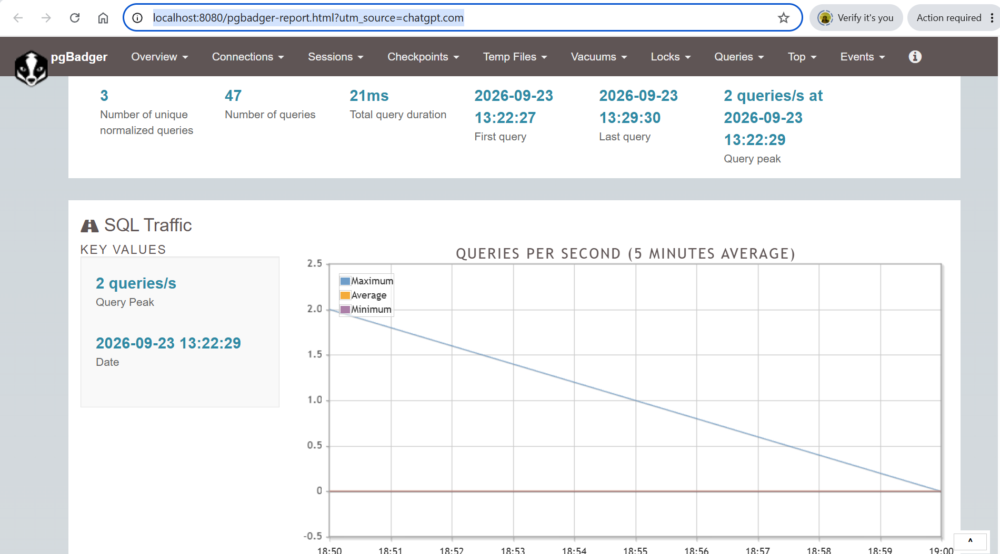 localhost:8080/pgbadger-report.html?utm_source=chatgpt.com
Verify it's you
Action required
pgBadger
Overview
Connections
Sessions
Checkpoints
Temp Files
Vacuums
Locks
Queries
Top
Events
3
Number of unique
normalized queries
47
Number of queries
21ms
Total query duration
2026-09-23
13:22:27
First query
2026-09-23
13:29:30
Last query
2 queries/s at
2026-09-23
13:22:29
Query peak
SQL Traffic
KEY VALUES
2 queries/s
Query Peak
2026-09-23 13:22:29
Date
QUERIES PER SECOND (5 MINUTES AVERAGE)
Maximum
Average
Minimum
2.5
2.0
1.5
1.0
0.5
0
-0.5
18:50 18:51 18:52 18:53 18:54 18:55 18:56 18:57 18:58 18:59 19:00
^